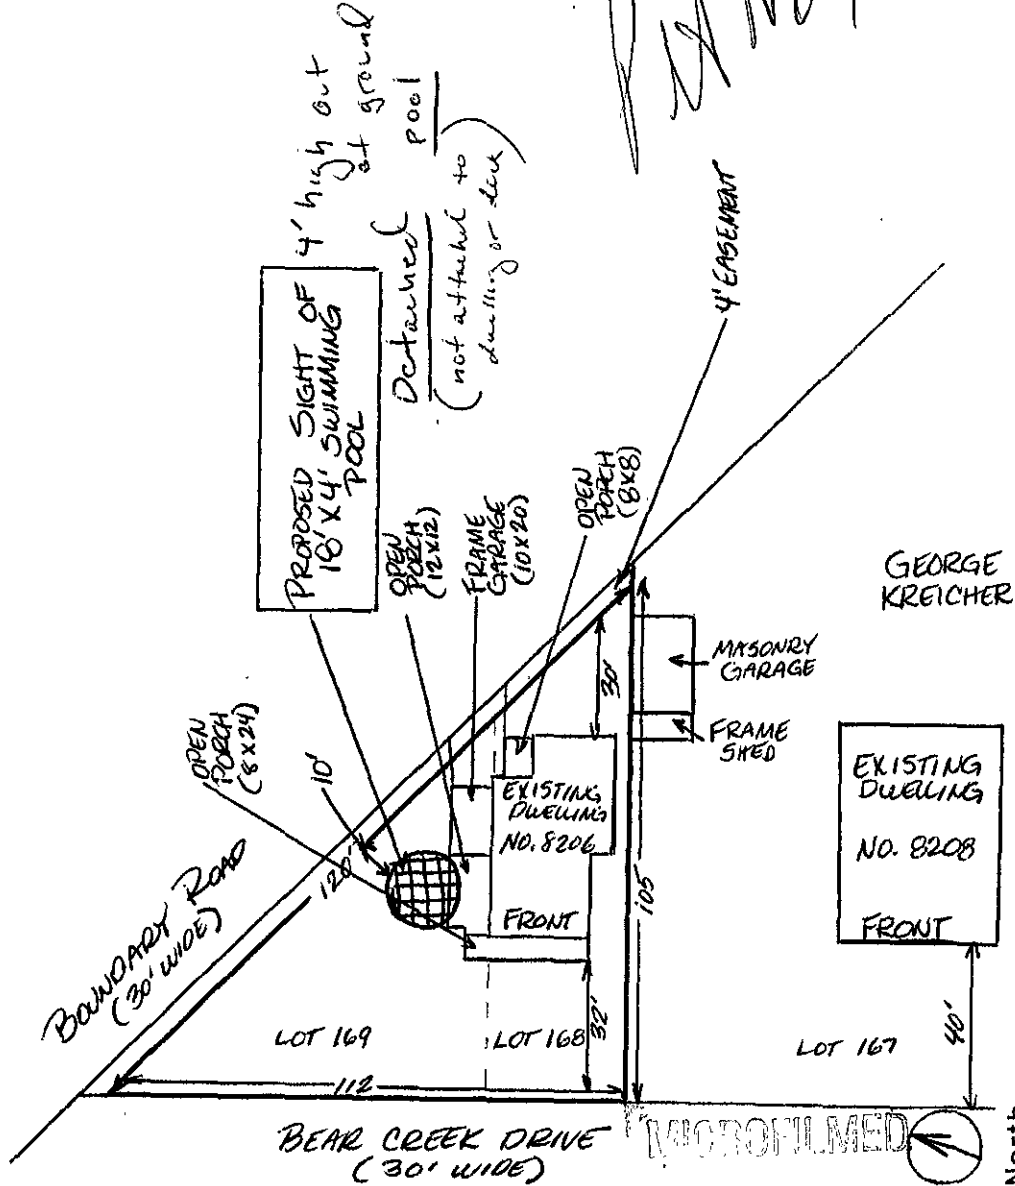 4' high out
at ground
pool
Detached
(not attached to
dwelling or deck)
PROPOSED SIGHT OF
18'X4' SWIMMING
POOL
4' EASEMENT
OPEN
PORCH
(12X12)
FRAME
GARAGE
(10X20)
OPEN
PORCH
(8X8)
OPEN
PORCH
(8X24)
10'
GEORGE
KREICHER
MASONRY
GARAGE
FRAME
SHED
30'
EXISTING
DWELLING
NO. 8206
FRONT
EXISTING
DWELLING
NO. 8208
FRONT
BOUNDARY ROAD
(30' WIDE)
120'
105
LOT 169
LOT 168
32'
LOT 167
40'
112
BEAR CREEK DRIVE
(30' WIDE)
MICROFILMED
North